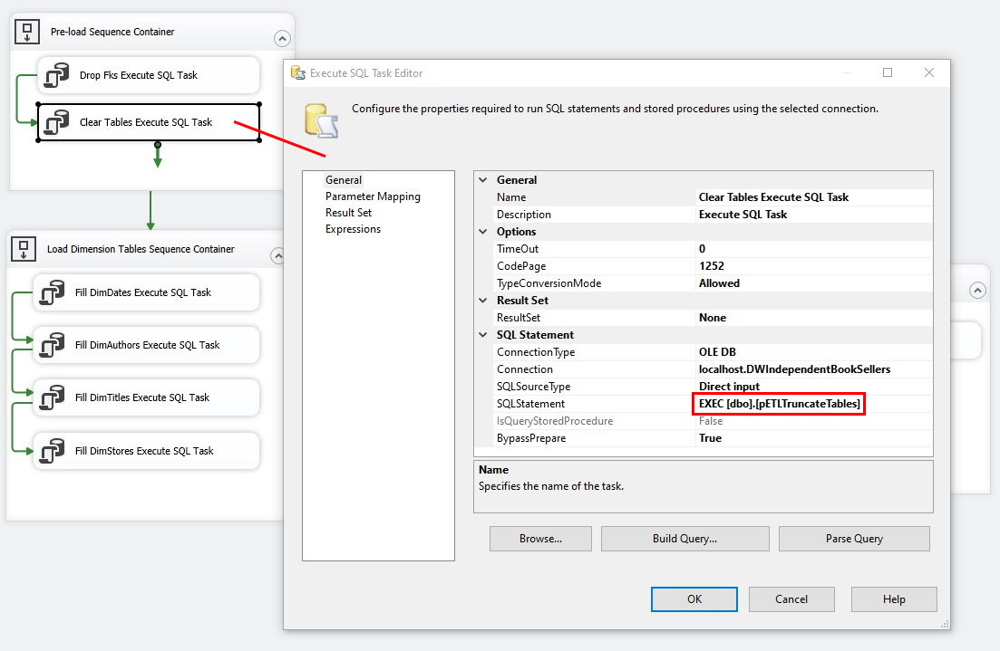 Pre-load Sequence Container
Drop Fks Execute SQL Task
Clear Tables Execute SQL Task
Load Dimension Tables Sequence Container
Fill DimDates Execute SQL Task
Fill DimAuthors Execute SQL Task
Fill DimTitles Execute SQL Task
Fill DimStores Execute SQL Task
Execute SQL Task Editor
Configure the properties required to run SQL statements and stored procedures using the selected connection.
General
Parameter Mapping
Result Set
Expressions
General
Name Clear Tables Execute SQL Task
Description Execute SQL Task
Options
TimeOut 0
CodePage 1252
TypeConversionMode Allowed
Result Set
ResultSet None
SQL Statement
ConnectionType OLE DB
Connection localhost.DWIndependentBookSellers
SQLSourceType Direct input
SQLStatement EXEC [dbo].[pETLTruncateTables]
IsQueryStoredProcedure False
BypassPrepare True
Name
Specifies the name of the task.
Browse... Build Query... Parse Query
OK Cancel Help